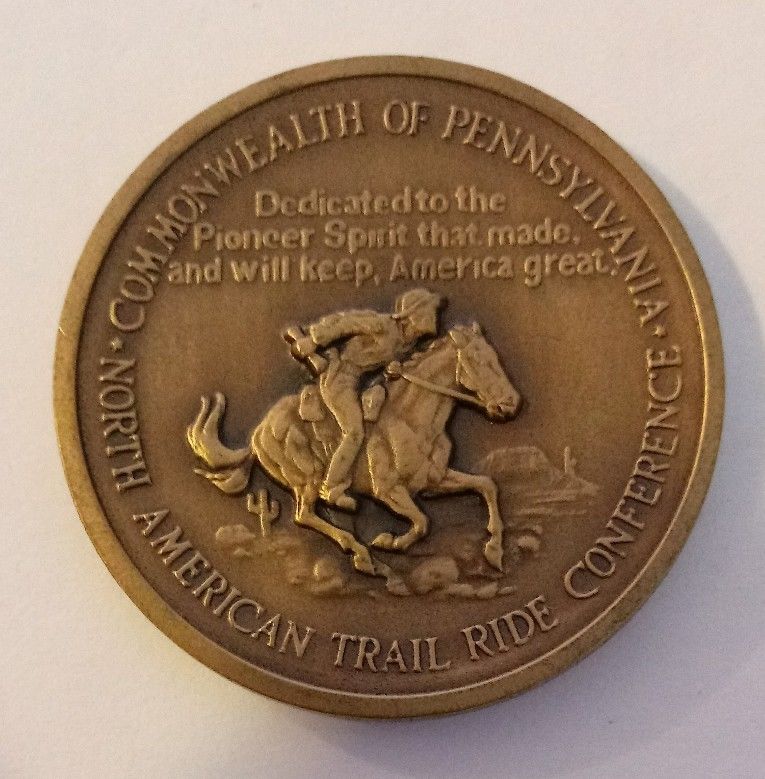 · COMMONWEALTH OF PENNSYLVANIA ·
Dedicated to the
Pioneer Spirit that made,
and will keep, America great.
NORTH AMERICAN TRAIL RIDE CONFERENCE